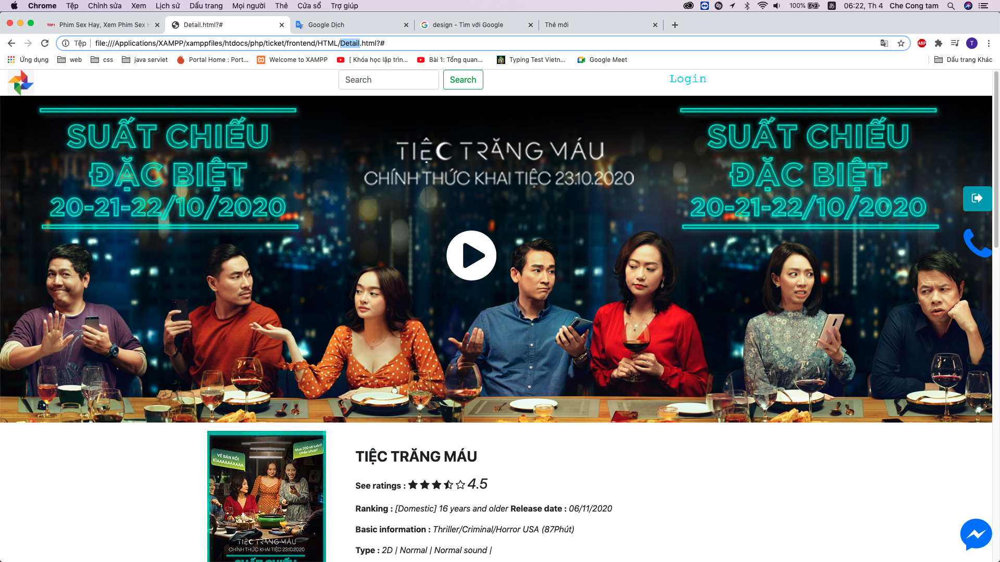 Chrome Tệp Chỉnh sửa Xem Lịch sử Dấu trang Mọi người Thẻ Cửa sổ Trợ giúp 100% あ 06:22, Th 4 Che Cong tam
TOP1 Phim Sex Hay, Xem Phim Sex H
Detail.html?#
Google Dịch
design - Tìm với Google
Thẻ mới
Tệp file:///Applications/XAMPP/xamppfiles/htdocs/php/ticket/frontend/HTML/Detail.html?#
ABP
T
Ứng dụng web css java servlet Portal Home : Port... Welcome to XAMPP [ Khóa học lập trìn... Bài 1: Tổng quan... Typing Test Vietn... Google Meet Dấu trang Khác
Search Search Login
SUẤT CHIẾU
ĐẶC BIỆT
20-21-22/10/2020
TIỆC TRĂNG MÁU
CHÍNH THỨC KHAI TIỆC 23.10.2020
SUẤT CHIẾU
ĐẶC BIỆT
20-21-22/10/2020
VÉ BÁN RỒI
KÌAAAAAAAAAA
Mua 200 vé luôn?
Chắc chưa?
TIỆC TRĂNG MÁU
CHÍNH THỨC KHAI TIỆC 23.10.2020
SUẤT CHIẾU
TIỆC TRĂNG MÁU
See ratings : 4.5
Ranking : [Domestic] 16 years and older Release date : 06/11/2020
Basic information : Thriller/Criminal/Horror USA (87Phút)
Type : 2D | Normal | Normal sound |